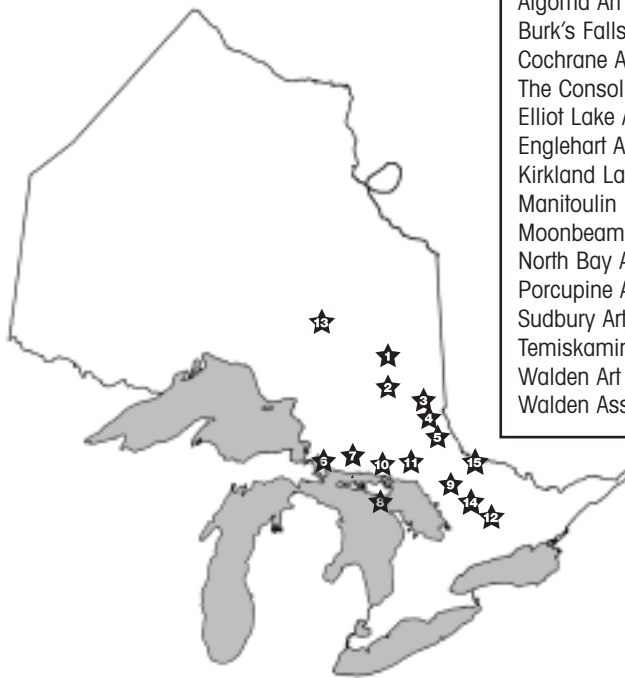 Algoma Art
Burk's Falls
Cochrane A
The Consol
Elliot Lake A
Englehart A
Kirkland La
Manitoulin
Moonbeam
North Bay A
Porcupine A
Sudbury Art
Temiskamin
Walden Art
Walden Ass
13
1
2
3
4
5
6
7
10
11
15
9
8
14
12